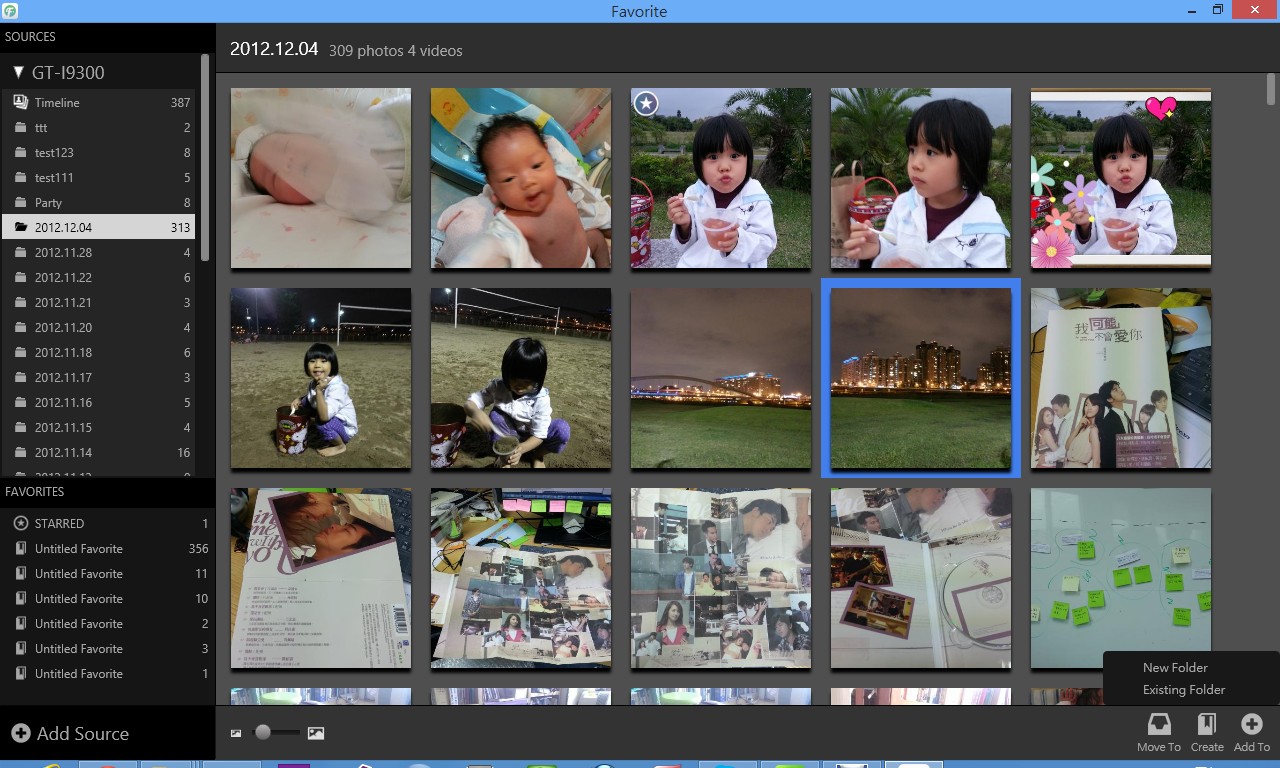 Favorite
SOURCES
GT-I9300
Timeline 387
ttt 2
test123 8
test111 5
Party 8
2012.12.04 313
2012.11.28 4
2012.11.22 6
2012.11.21 3
2012.11.20 4
2012.11.18 6
2012.11.17 3
2012.11.16 5
2012.11.15 4
2012.11.14 16
FAVORITES
STARRED 1
Untitled Favorite 356
Untitled Favorite 11
Untitled Favorite 10
Untitled Favorite 2
Untitled Favorite 3
Untitled Favorite 1
Add Source
2012.12.04 309 photos 4 videos
我可能
不會愛你
New Folder
Existing Folder
Move To Create Add To